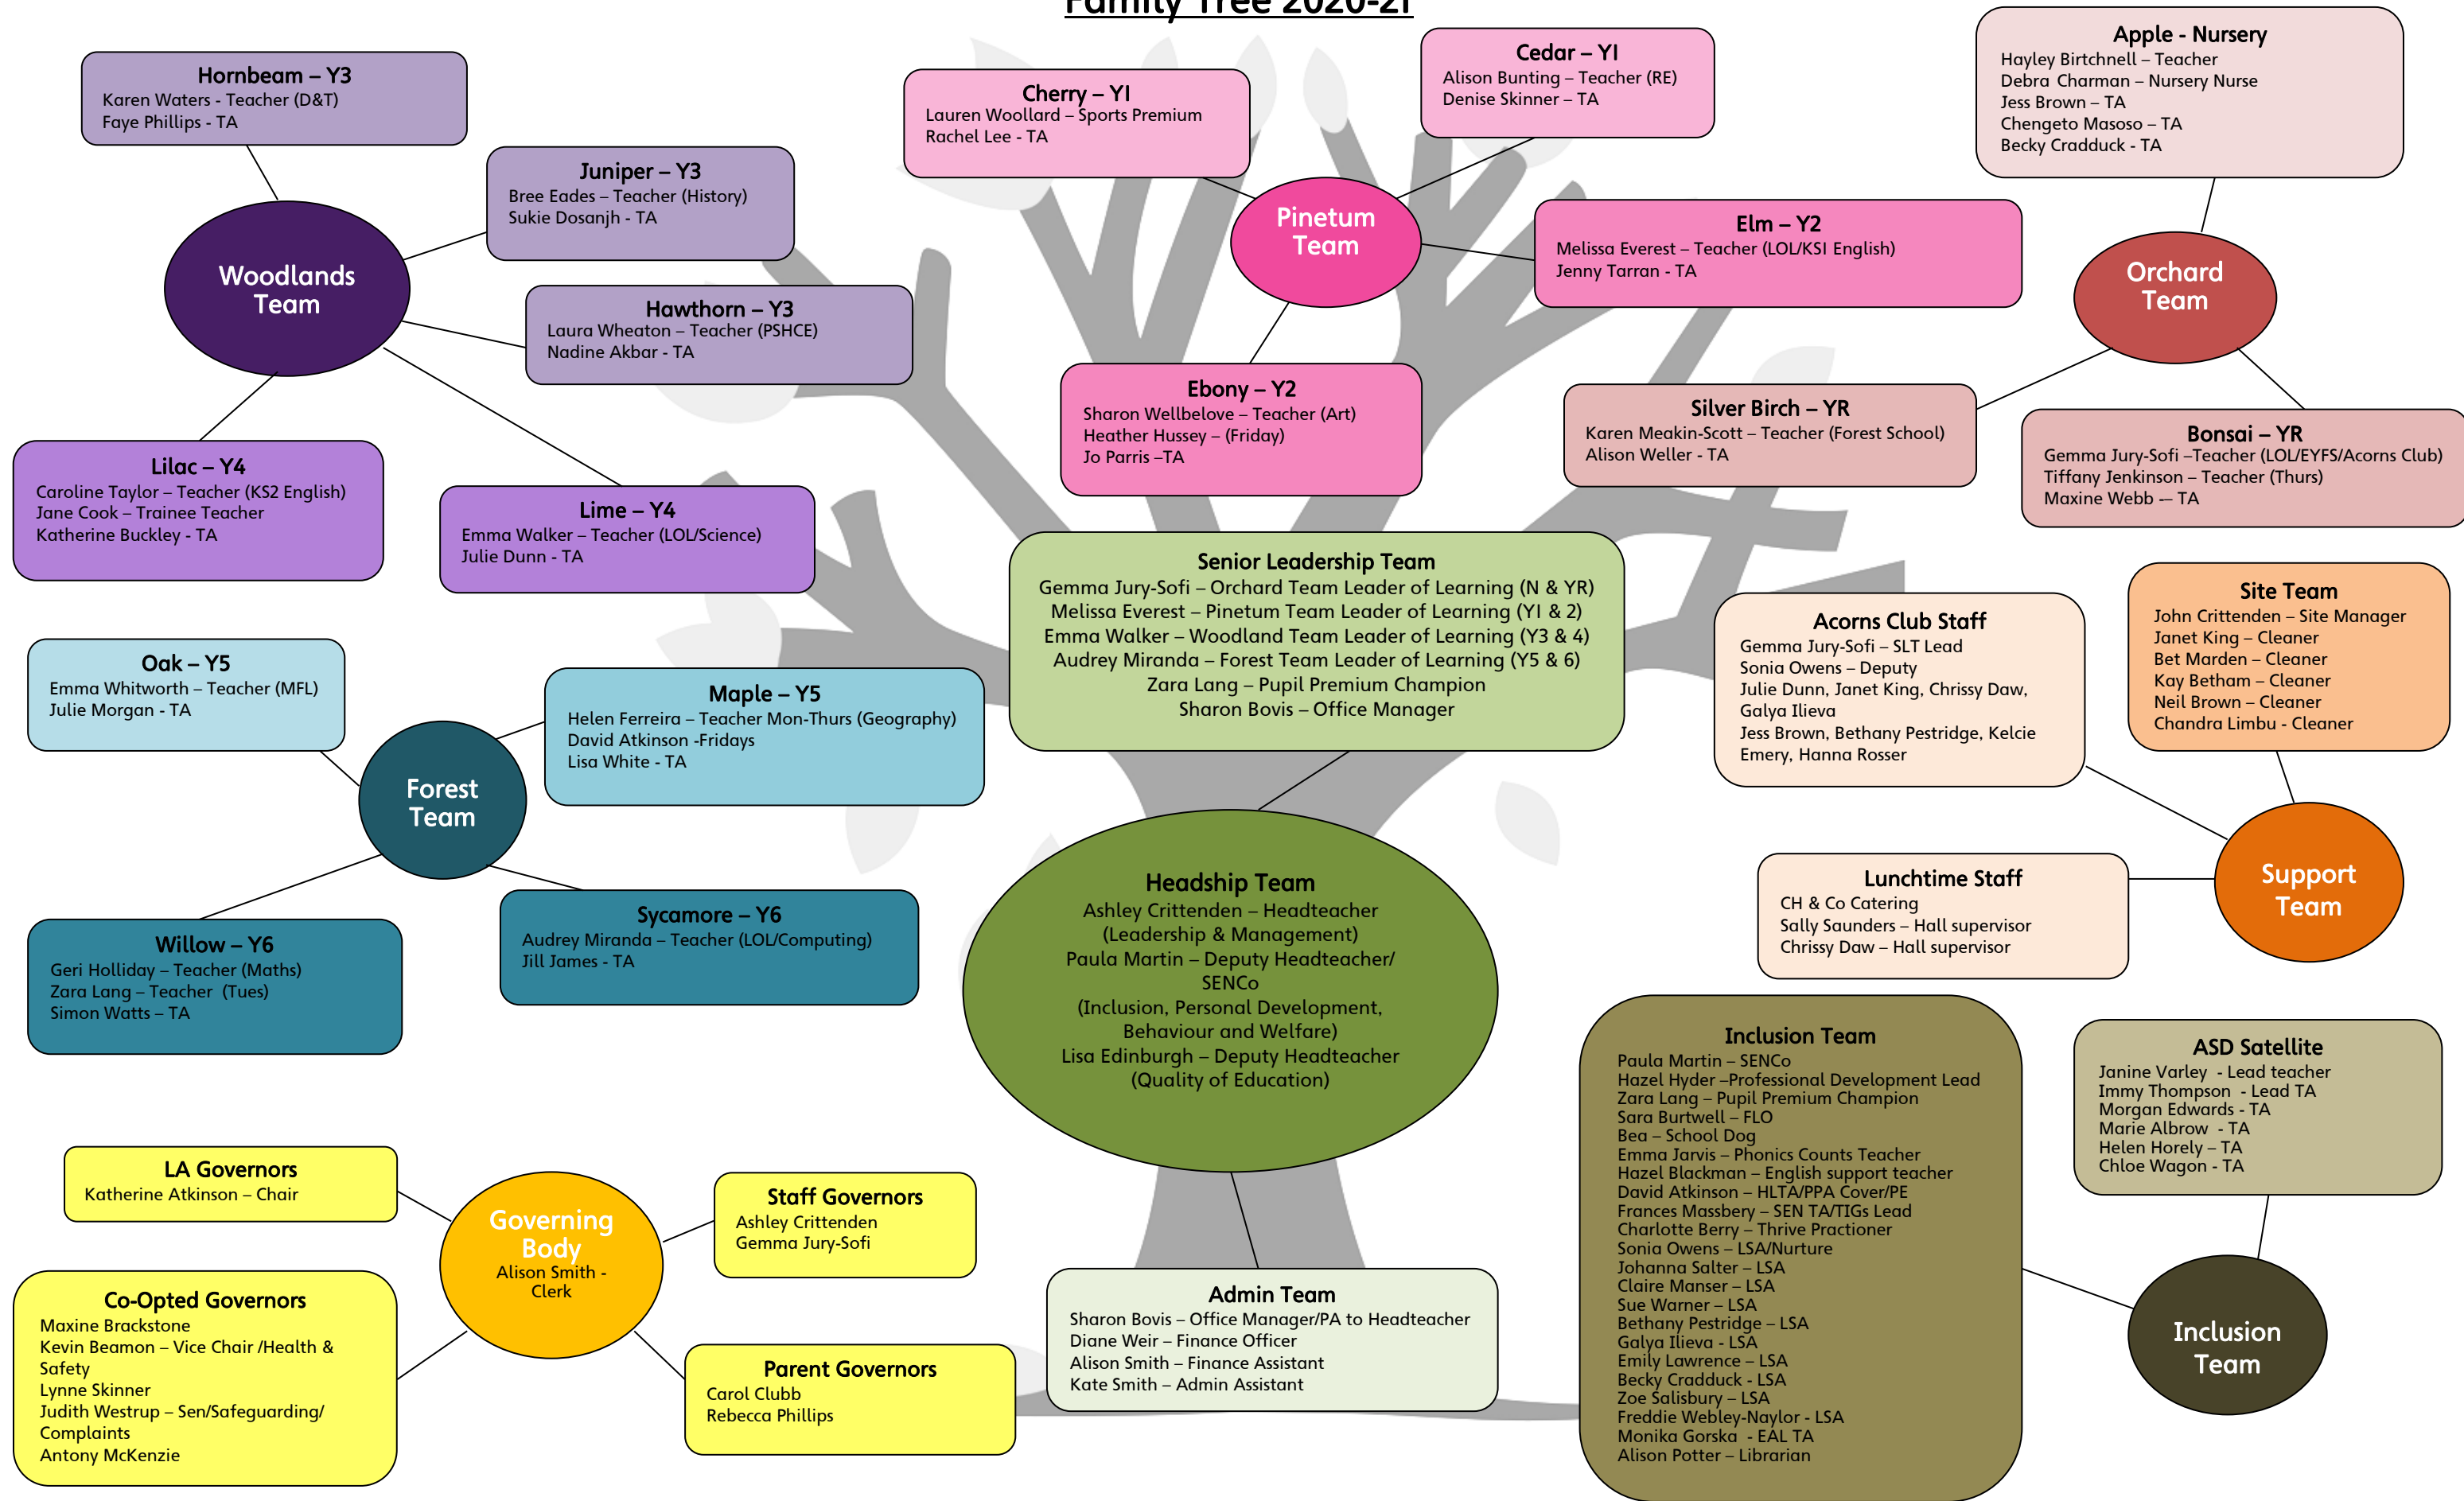 Family Tree 2020-21
Hornbeam – Y3
Karen Waters - Teacher (D&T)
Faye Phillips - TA
Juniper – Y3
Bree Eades – Teacher (History)
Sukie Dosanjh - TA
Woodlands
Team
Hawthorn – Y3
Laura Wheaton – Teacher (PSHCE)
Nadine Akbar - TA
Lilac – Y4
Caroline Taylor – Teacher (KS2 English)
Jane Cook – Trainee Teacher
Katherine Buckley - TA
Lime – Y4
Emma Walker – Teacher (LOL/Science)
Julie Dunn - TA
Cherry – Y1
Lauren Woollard – Sports Premium
Rachel Lee - TA
Cedar – Y1
Alison Bunting – Teacher (RE)
Denise Skinner – TA
Pinetum
Team
Elm – Y2
Melissa Everest – Teacher (LOL/KS1 English)
Jenny Tarran - TA
Ebony – Y2
Sharon Wellbelove – Teacher (Art)
Heather Hussey – (Friday)
Jo Parris –TA
Apple - Nursery
Hayley Birtchnell – Teacher
Debra Charman – Nursery Nurse
Jess Brown – TA
Chengeto Masoso – TA
Becky Cradduck - TA
Orchard
Team
Silver Birch – YR
Karen Meakin-Scott – Teacher (Forest School)
Alison Weller - TA
Bonsai – YR
Gemma Jury-Sofi –Teacher (LOL/EYFS/Acorns Club)
Tiffany Jenkinson – Teacher (Thurs)
Maxine Webb -– TA
Senior Leadership Team
Gemma Jury-Sofi – Orchard Team Leader of Learning (N & YR)
Melissa Everest – Pinetum Team Leader of Learning (Y1 & 2)
Emma Walker – Woodland Team Leader of Learning (Y3 & 4)
Audrey Miranda – Forest Team Leader of Learning (Y5 & 6)
Zara Lang – Pupil Premium Champion
Sharon Bovis – Office Manager
Oak – Y5
Emma Whitworth – Teacher (MFL)
Julie Morgan - TA
Maple – Y5
Helen Ferreira – Teacher Mon-Thurs (Geography)
David Atkinson -Fridays
Lisa White - TA
Forest
Team
Willow – Y6
Geri Holliday – Teacher (Maths)
Zara Lang – Teacher (Tues)
Simon Watts – TA
Sycamore – Y6
Audrey Miranda – Teacher (LOL/Computing)
Jill James - TA
Acorns Club Staff
Gemma Jury-Sofi – SLT Lead
Sonia Owens – Deputy
Julie Dunn, Janet King, Chrissy Daw,
Galya Ilieva
Jess Brown, Bethany Pestridge, Kelcie
Emery, Hanna Rosser
Site Team
John Crittenden – Site Manager
Janet King – Cleaner
Bet Marden – Cleaner
Kay Betham – Cleaner
Neil Brown – Cleaner
Chandra Limbu - Cleaner
Lunchtime Staff
CH & Co Catering
Sally Saunders – Hall supervisor
Chrissy Daw – Hall supervisor
Support
Team
Headship Team
Ashley Crittenden – Headteacher
(Leadership & Management)
Paula Martin – Deputy Headteacher/
SENCo
(Inclusion, Personal Development,
Behaviour and Welfare)
Lisa Edinburgh – Deputy Headteacher
(Quality of Education)
LA Governors
Katherine Atkinson – Chair
Governing
Body
Alison Smith -
Clerk
Staff Governors
Ashley Crittenden
Gemma Jury-Sofi
Co-Opted Governors
Maxine Brackstone
Kevin Beamon – Vice Chair /Health &
Safety
Lynne Skinner
Judith Westrup – Sen/Safeguarding/
Complaints
Antony McKenzie
Parent Governors
Carol Clubb
Rebecca Phillips
Admin Team
Sharon Bovis – Office Manager/PA to Headteacher
Diane Weir – Finance Officer
Alison Smith – Finance Assistant
Kate Smith – Admin Assistant
Inclusion Team
Paula Martin – SENCo
Hazel Hyder –Professional Development Lead
Zara Lang – Pupil Premium Champion
Sara Burtwell – FLO
Bea – School Dog
Emma Jarvis – Phonics Counts Teacher
Hazel Blackman – English support teacher
David Atkinson – HLTA/PPA Cover/PE
Frances Massbery – SEN TA/TIGs Lead
Charlotte Berry – Thrive Practioner
Sonia Owens – LSA/Nurture
Johanna Salter – LSA
Claire Manser – LSA
Sue Warner – LSA
Bethany Pestridge – LSA
Galya Ilieva - LSA
Emily Lawrence – LSA
Becky Cradduck - LSA
Zoe Salisbury – LSA
Freddie Webley-Naylor - LSA
Monika Gorska - EAL TA
Alison Potter – Librarian
ASD Satellite
Janine Varley - Lead teacher
Immy Thompson - Lead TA
Morgan Edwards - TA
Marie Albrow - TA
Helen Horely – TA
Chloe Wagon - TA
Inclusion
Team